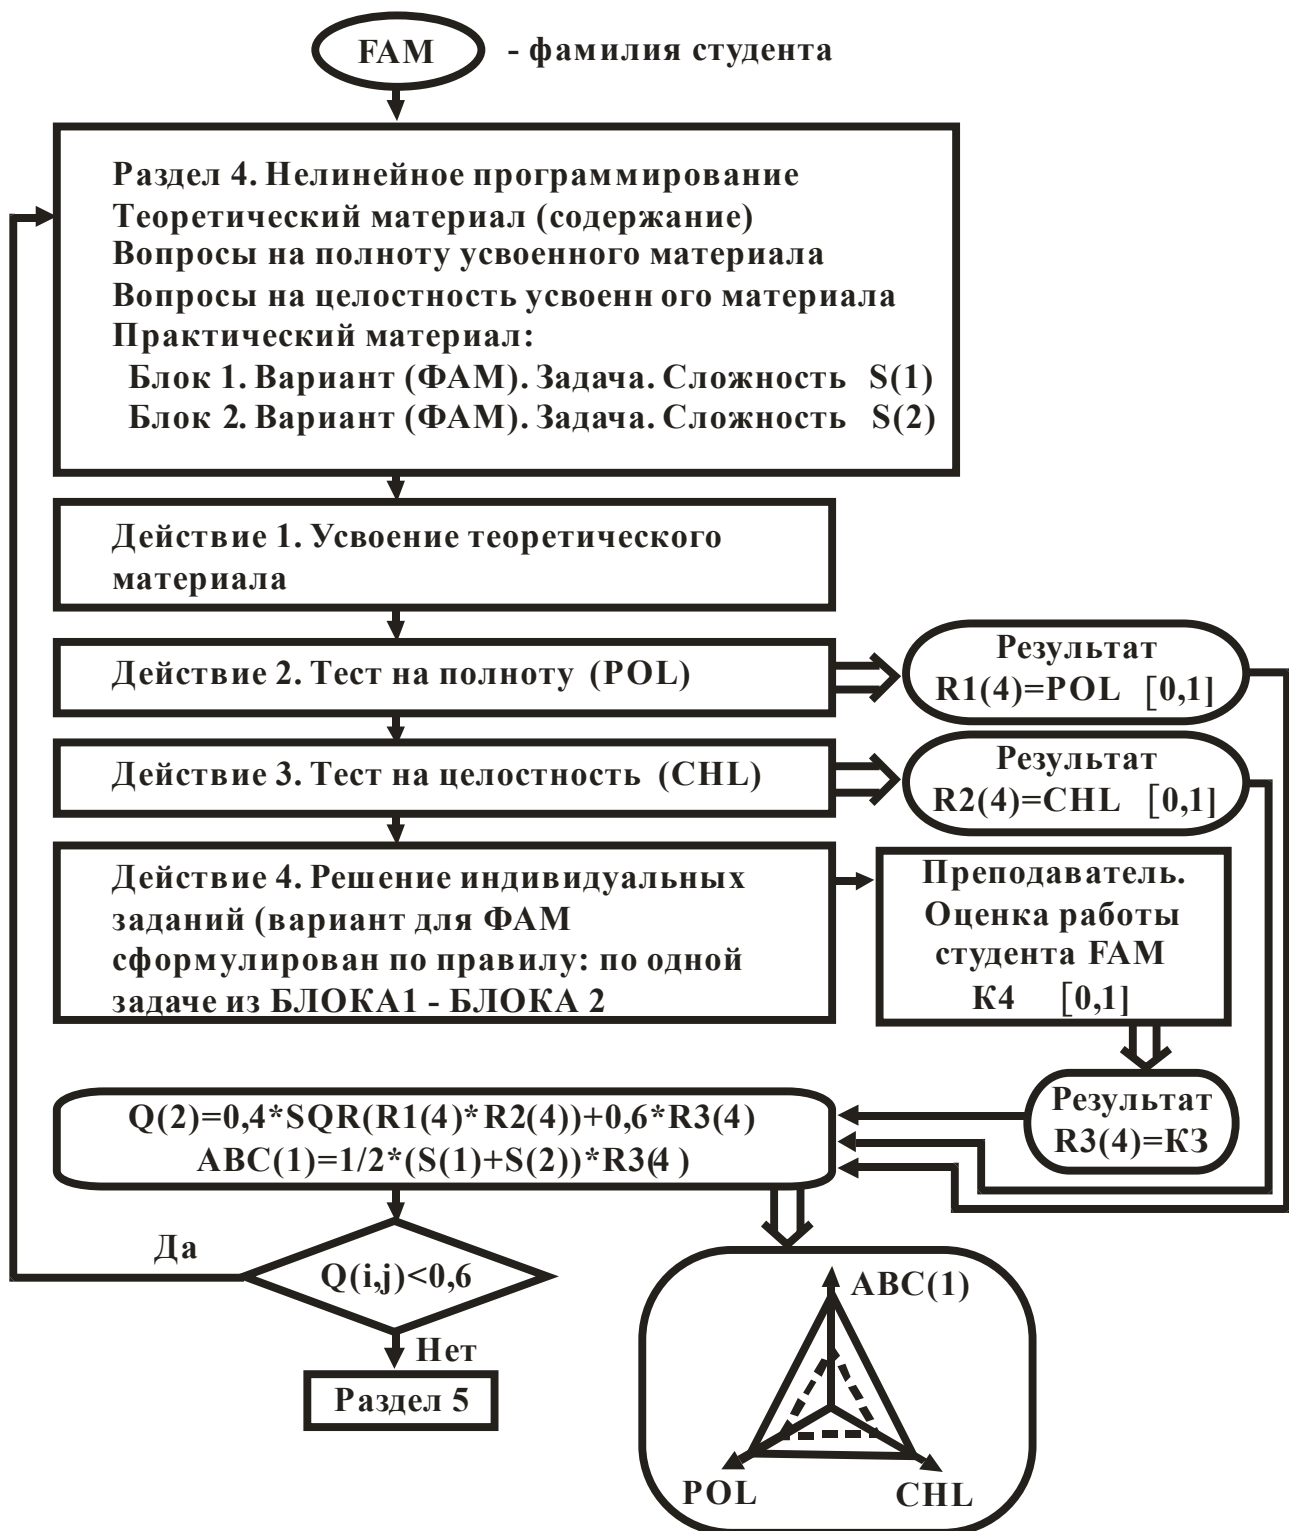 FAM - фамилия студента
Раздел 4. Нелинейное программирование
Теоретический материал (содержание)
Вопросы на полноту усвоенного материала
Вопросы на целостность усвоенн ого материала
Практический материал:
Блок 1. Вариант (ФАМ). Задача. Сложность S(1)
Блок 2. Вариант (ФАМ). Задача. Сложность S(2)
Действие 1. Усвоение теоретического
материала
Действие 2. Тест на полноту (POL)
Результат
R1(4)=POL [0,1]
Действие 3. Тест на целостность (CHL)
Результат
R2(4)=CHL [0,1]
Действие 4. Решение индивидуальных
заданий (вариант для ФАМ
сформулирован по правилу: по одной
задаче из БЛОКА1 - БЛОКА 2
Преподаватель.
Оценка работы
студента FAM
К4 [0,1]
Результат
R3(4)=КЗ
Q(2)=0,4*SQR(R1(4)*R2(4))+0,6*R3(4)
ABC(1)=1/2*(S(1)+S(2))*R3(4)
Да
Q(i,j)<0,6
Нет
Раздел 5
ABC(1)
POL
CHL